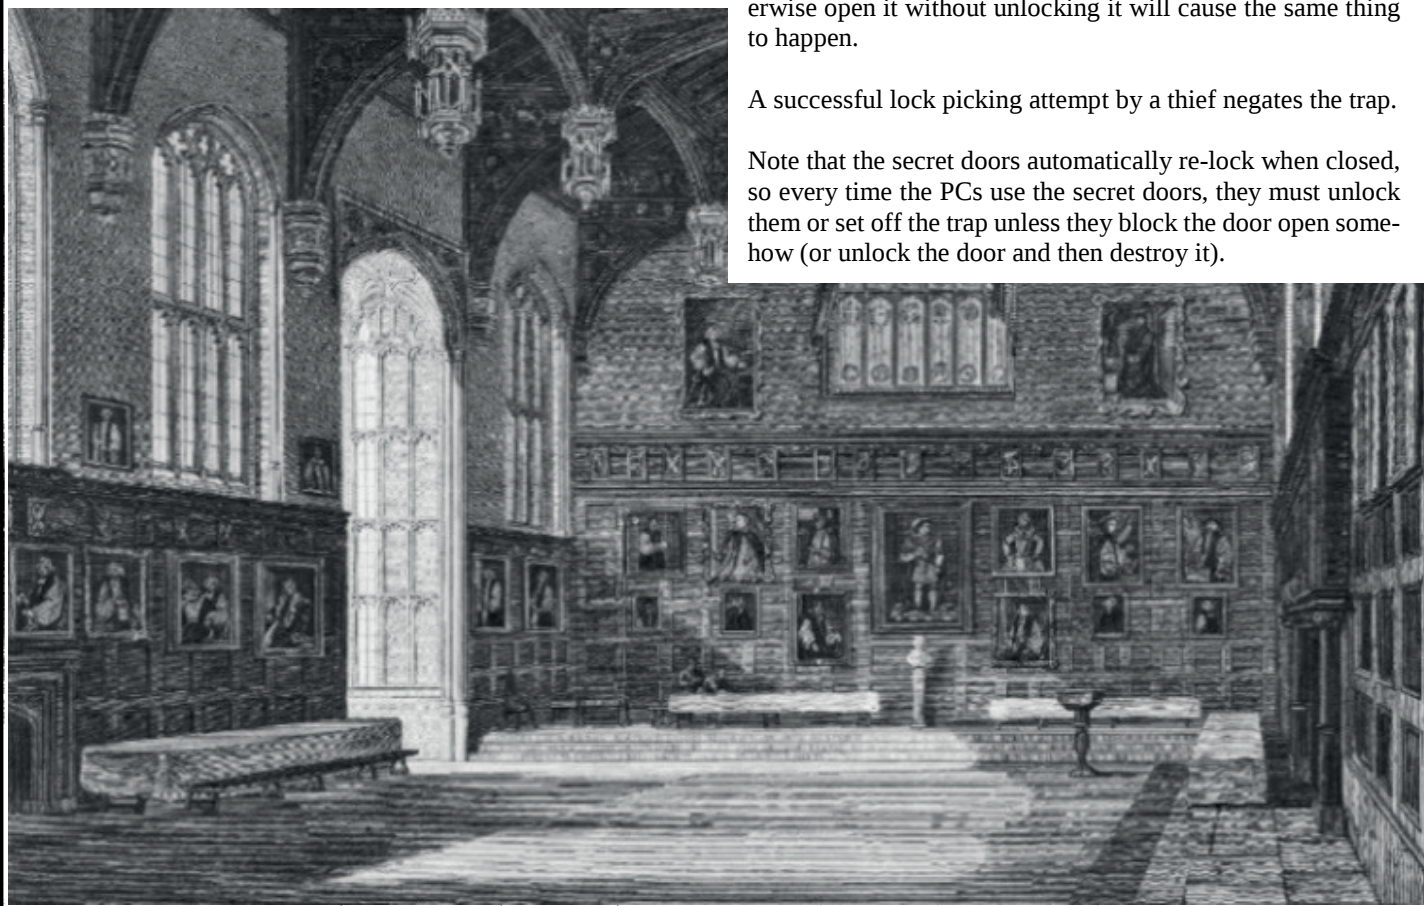 erwise open it without unlocking it will cause the same thing
to happen.
A successful lock picking attempt by a thief negates the trap.
Note that the secret doors automatically re-lock when closed,
so every time the PCs use the secret doors, they must unlock
them or set off the trap unless they block the door open some-
how (or unlock the door and then destroy it).